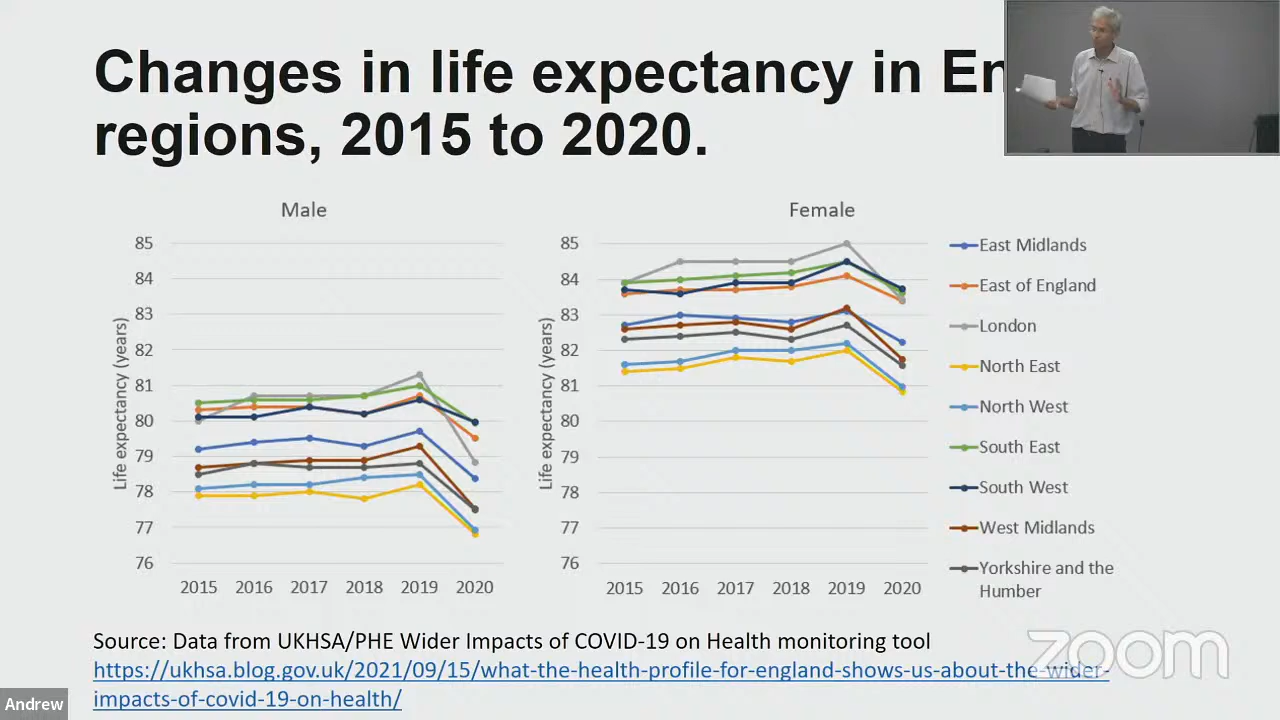 Changes in life expectancy in En
regions, 2015 to 2020.
Male
85
84
83
82
81
80
79
78
77
76
Life expectancy (years)
2015 2016 2017 2018 2019 2020
Female
85
84
83
82
81
80
79
78
77
76
Life expectancy (years)
2015 2016 2017 2018 2019 2020
East Midlands
East of England
London
North East
North West
South East
South West
West Midlands
Yorkshire and the
Humber
Source: Data from UKHSA/PHE Wider Impacts of COVID-19 on Health monitoring tool
https://ukhsa.blog.gov.uk/2021/09/15/what-the-health-profile-for-england-shows-us-about-the-wider-
impacts-of-covid-19-on-health/
zoom
Andrew